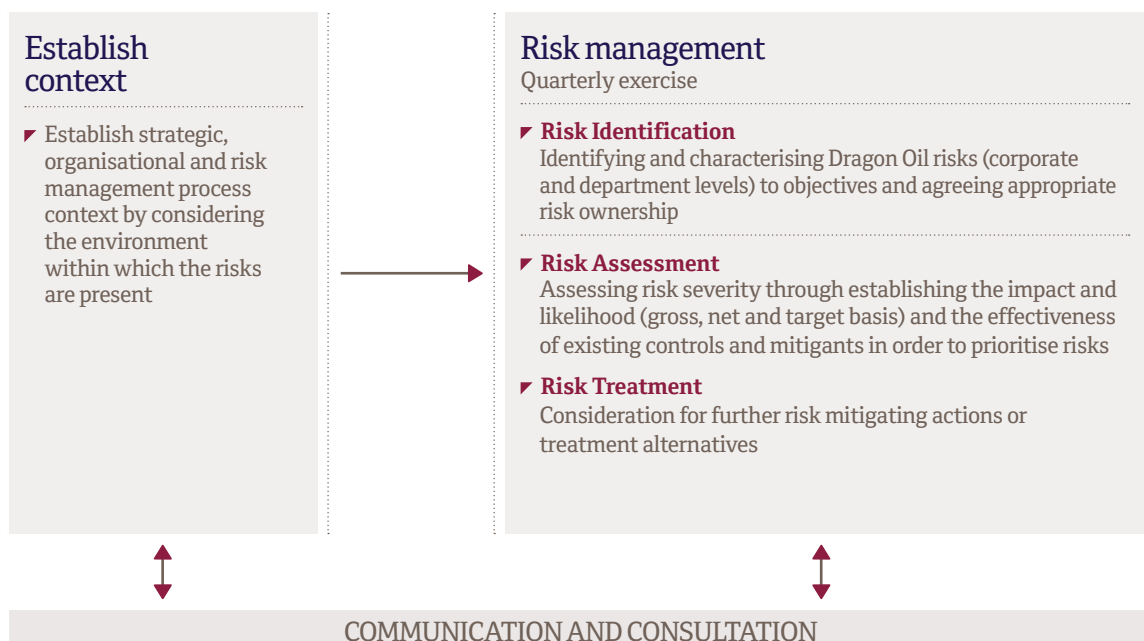 Establish
context
Establish strategic,
organisational and risk
management process
context by considering
the environment
within which the risks
are present
Risk management
Quarterly exercise
Risk Identification
Identifying and characterising Dragon Oil risks (corporate
and department levels) to objectives and agreeing appropriate
risk ownership
Risk Assessment
Assessing risk severity through establishing the impact and
likelihood (gross, net and target basis) and the effectiveness
of existing controls and mitigants in order to prioritise risks
Risk Treatment
Consideration for further risk mitigating actions or
treatment alternatives
COMMUNICATION AND CONSULTATION